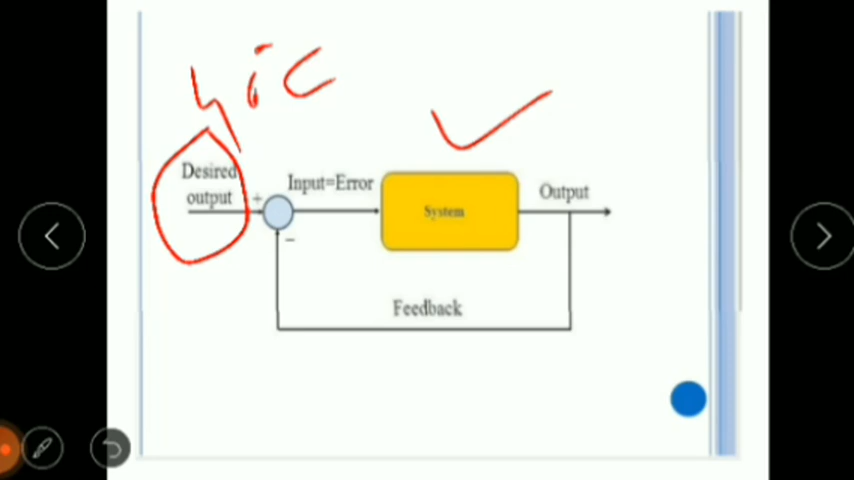 Desired
output
+
Input=Error
System
Output
−
Feedback